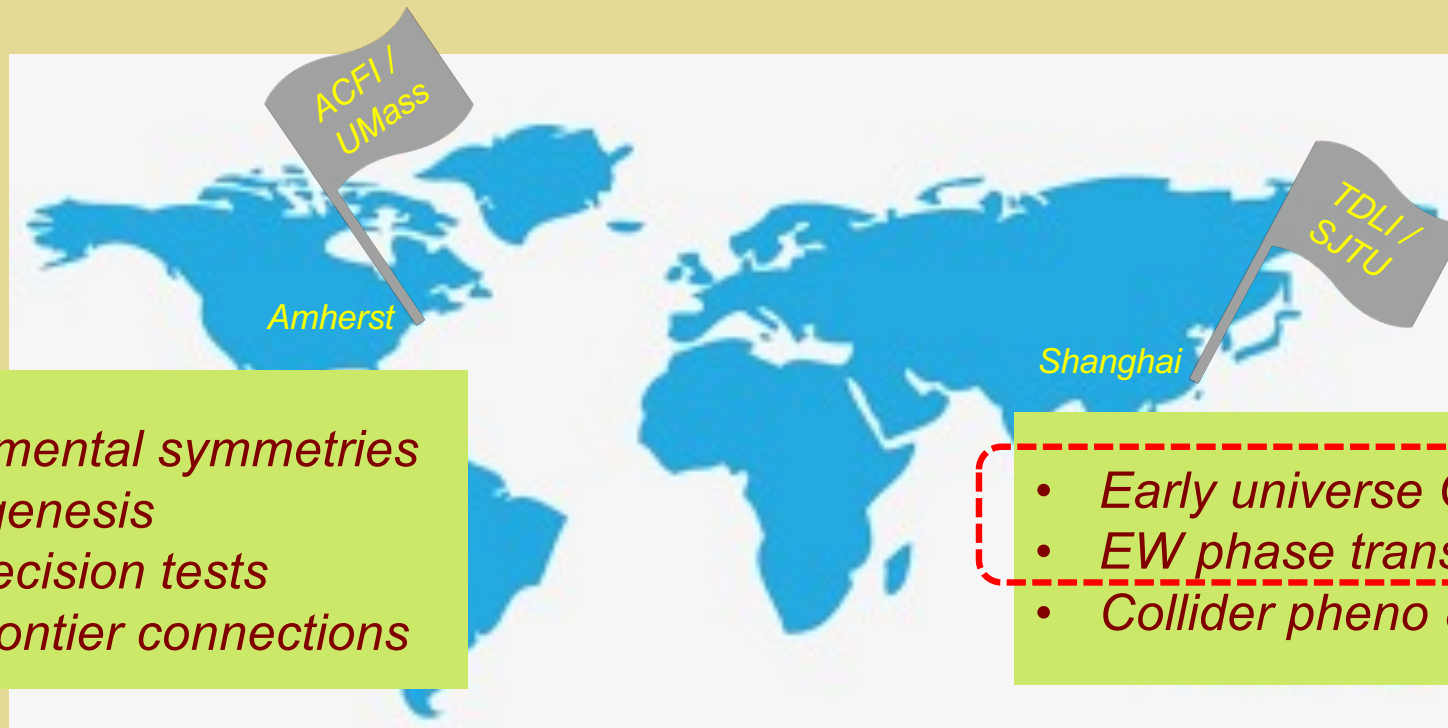 ACFI /
UMass
TDLI /
SJTU
Amherst
Shanghai
mental symmetries
genesis
ecision tests
ontier connections
• Early universe
• EW phase trans
• Collider pheno